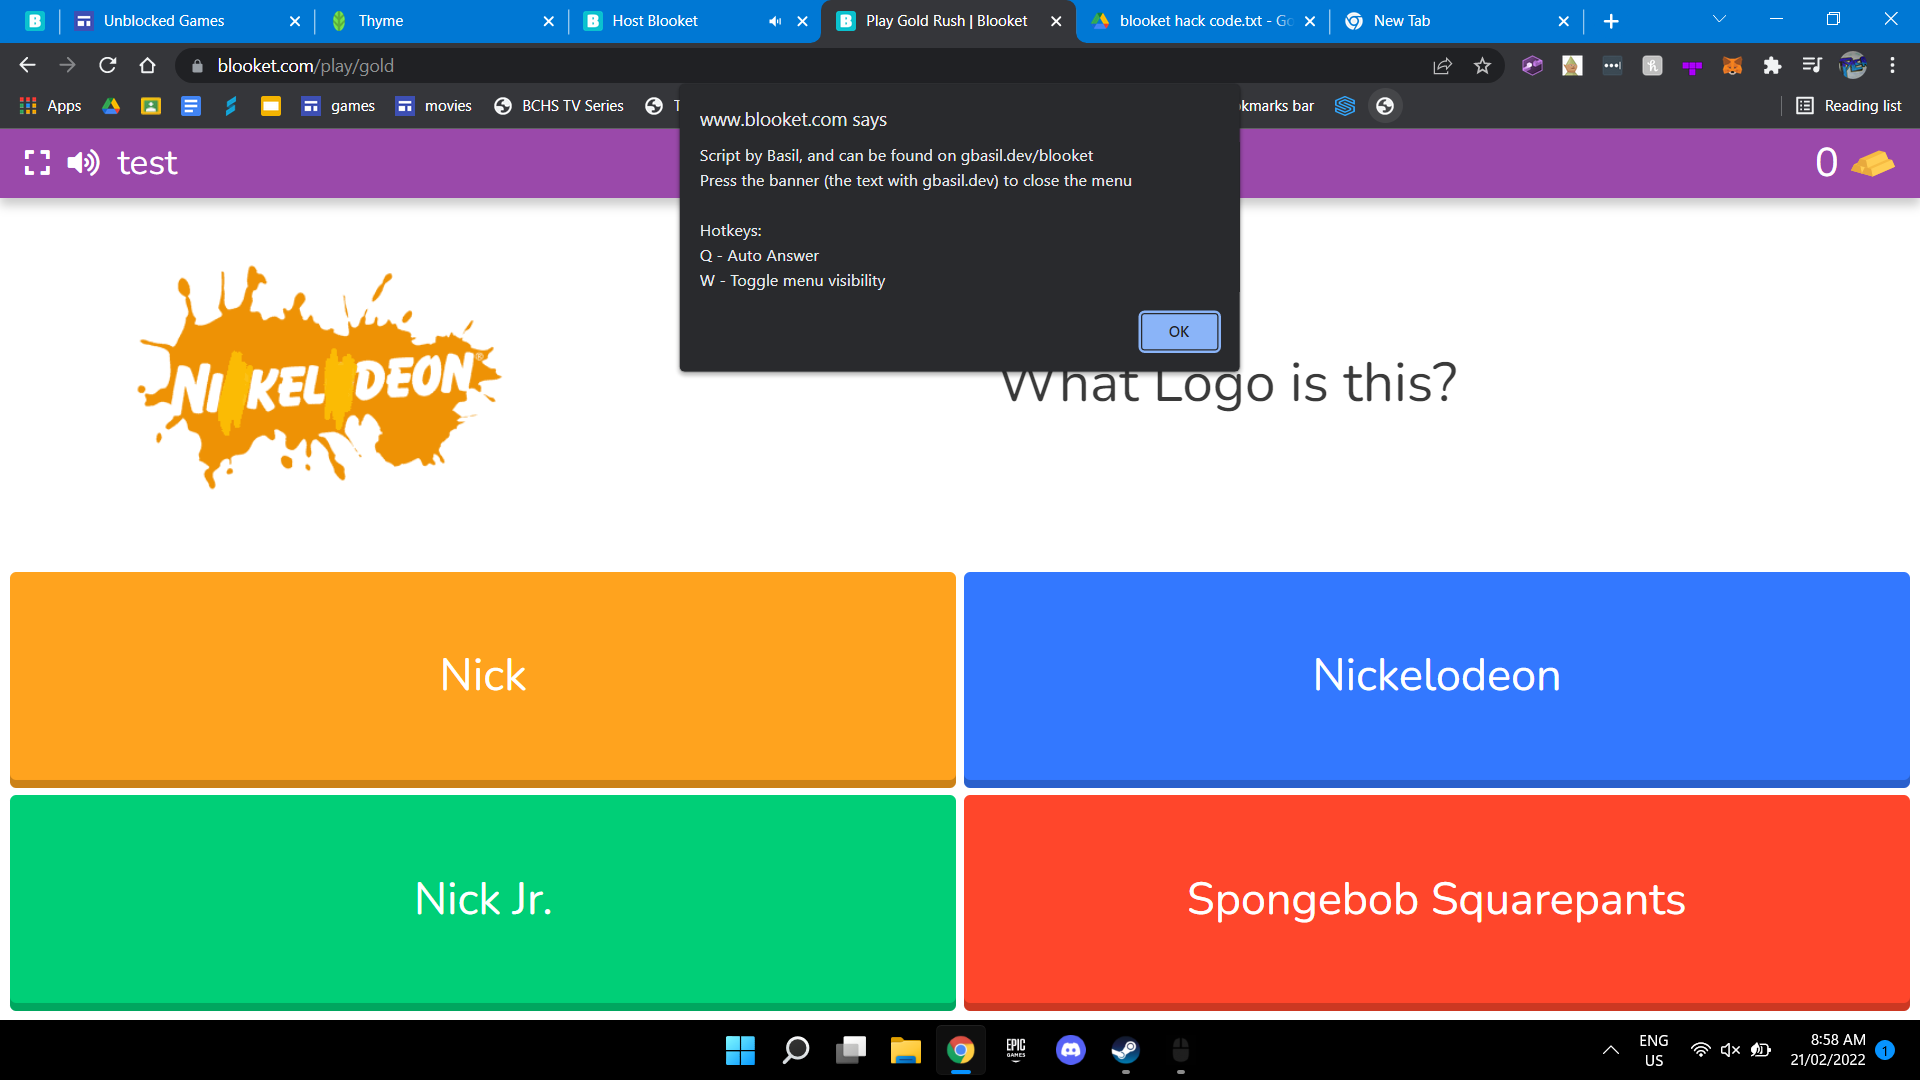 Unblocked Games
Thyme
Host Blooket
Play Gold Rush | Blooket
blooket hack code.txt - Go
New Tab
blooket.com/play/gold
Apps
games
movies
BCHS TV Series
T
kmarks bar
Reading list
www.blooket.com says
Script by Basil, and can be found on gbasil.dev/blooket
Press the banner (the text with gbasil.dev) to close the menu
Hotkeys:
Q - Auto Answer
W - Toggle menu visibility
OK
test
0
NICKELODEON®
What Logo is this?
Nick
Nickelodeon
Nick Jr.
Spongebob Squarepants
EPIC
GAMES
ENG
US
8:58 AM
21/02/2022
1